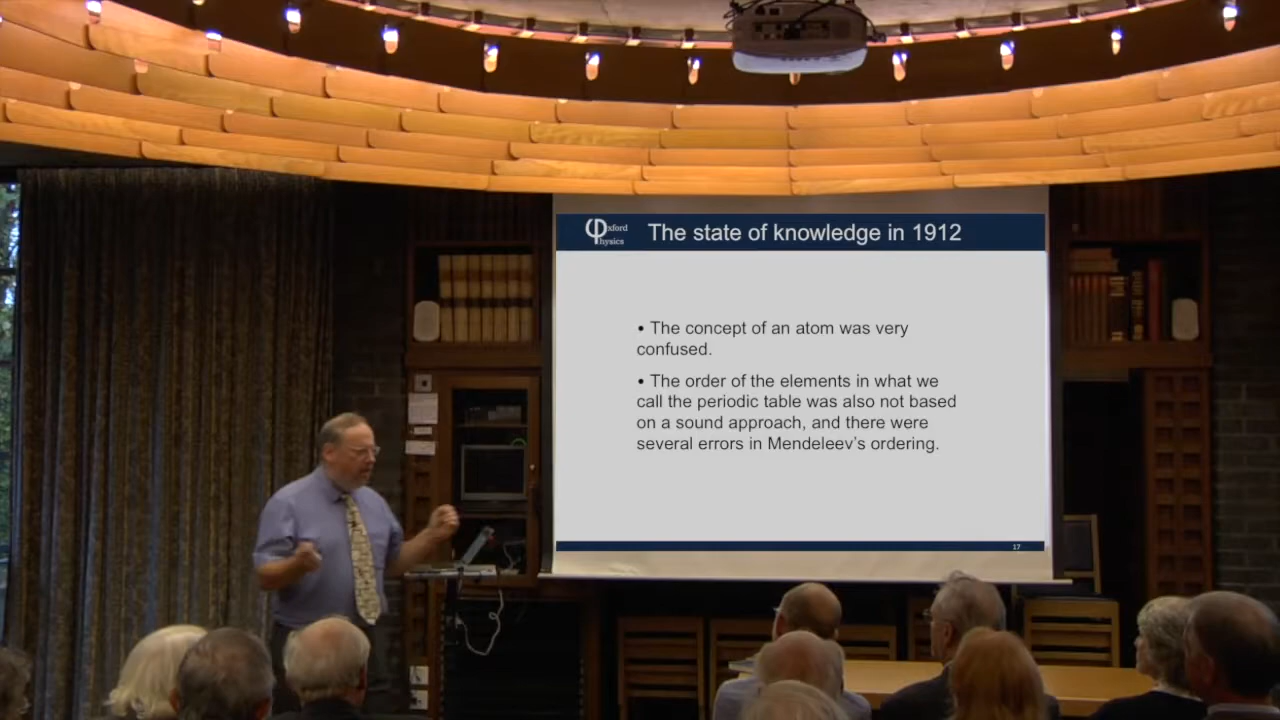 φxford
Physics
The state of knowledge in 1912
• The concept of an atom was very
confused.
• The order of the elements in what we
call the periodic table was also not based
on a sound approach, and there were
several errors in Mendeleev's ordering.
17